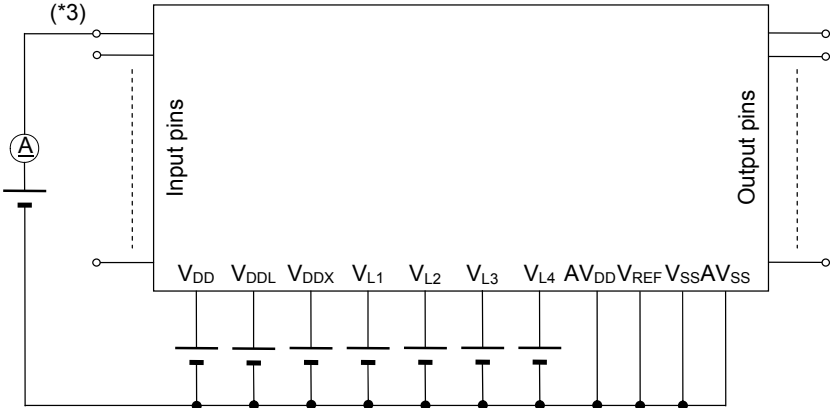 (*3)
A
Input pins
Output pins
VDD VDDL VDDX VL1 VL2 VL3 VL4 AVDD VREF VSS AVSS